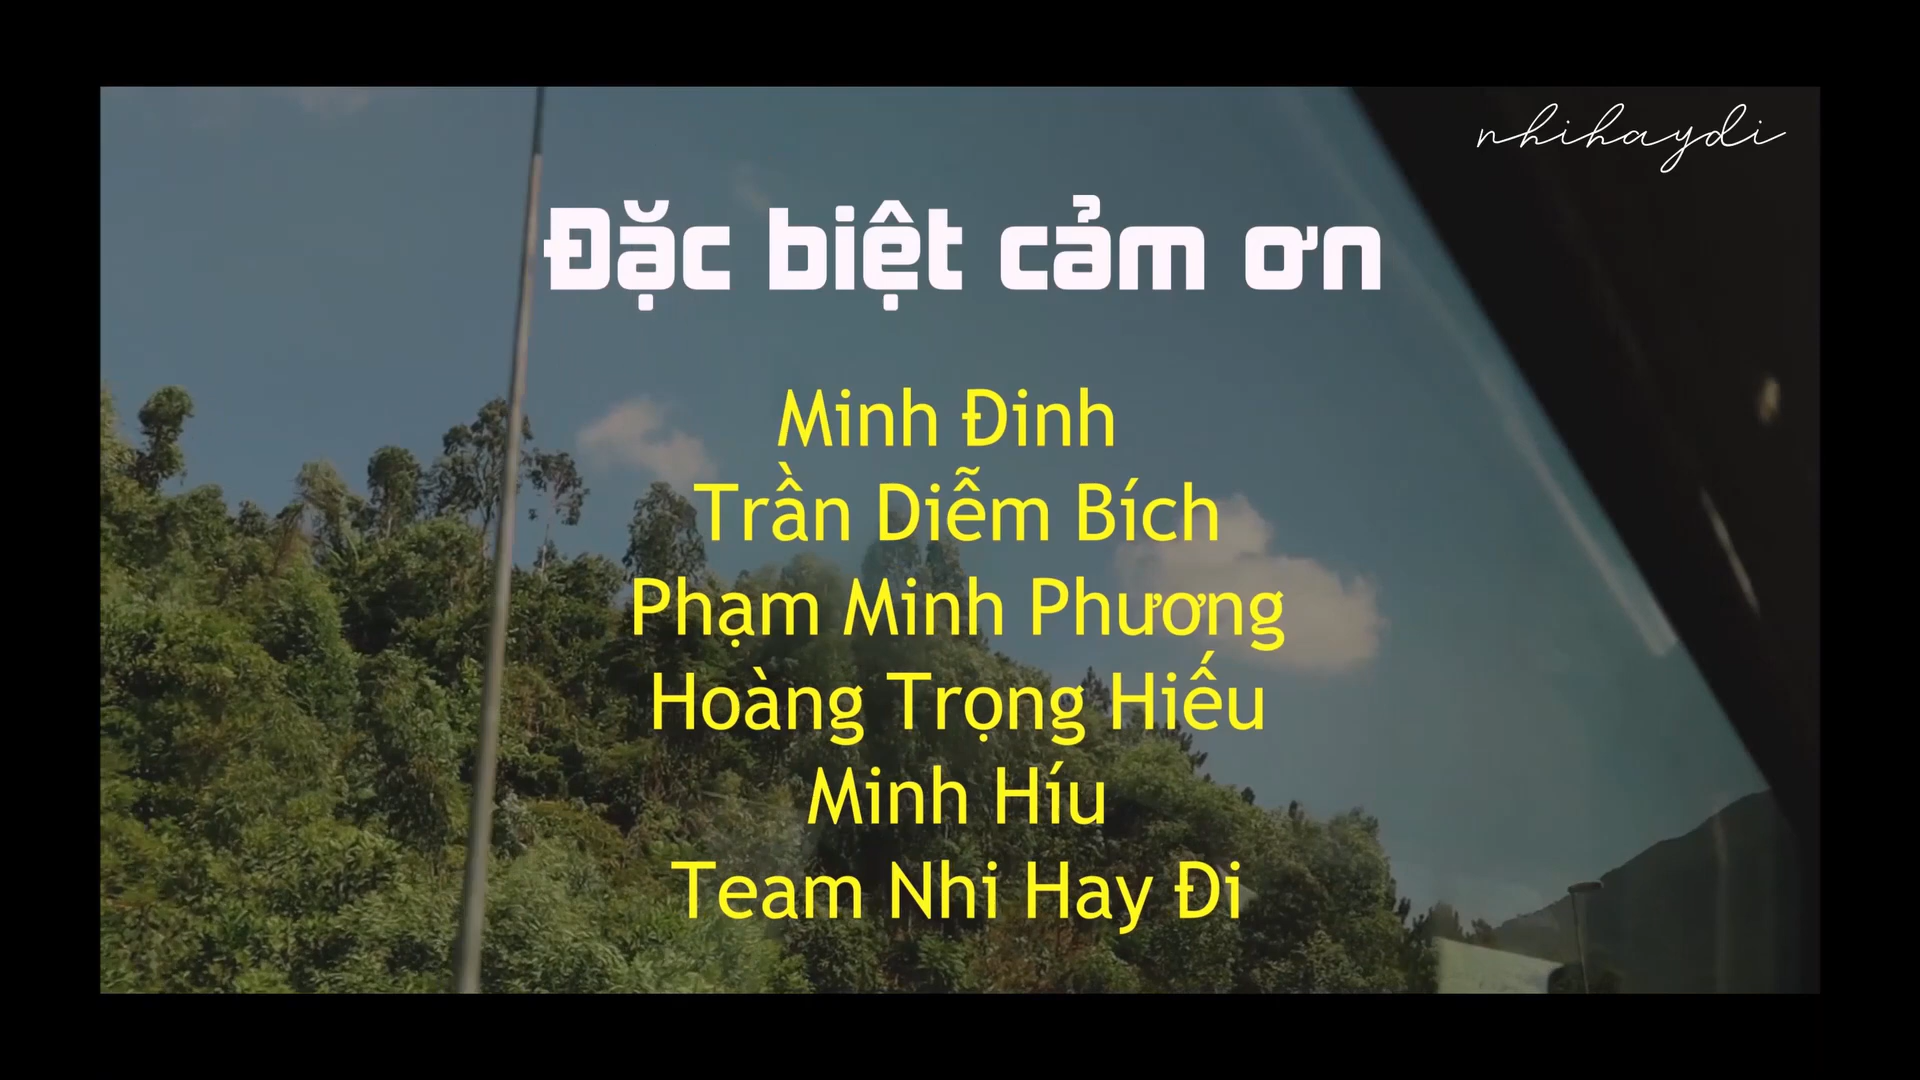 nhihaydi
Đặc biệt cảm ơn
Minh Đinh
Trần Diễm Bích
Phạm Minh Phương
Hoàng Trọng Hiếu
Minh Híu
Team Nhi Hay Đi